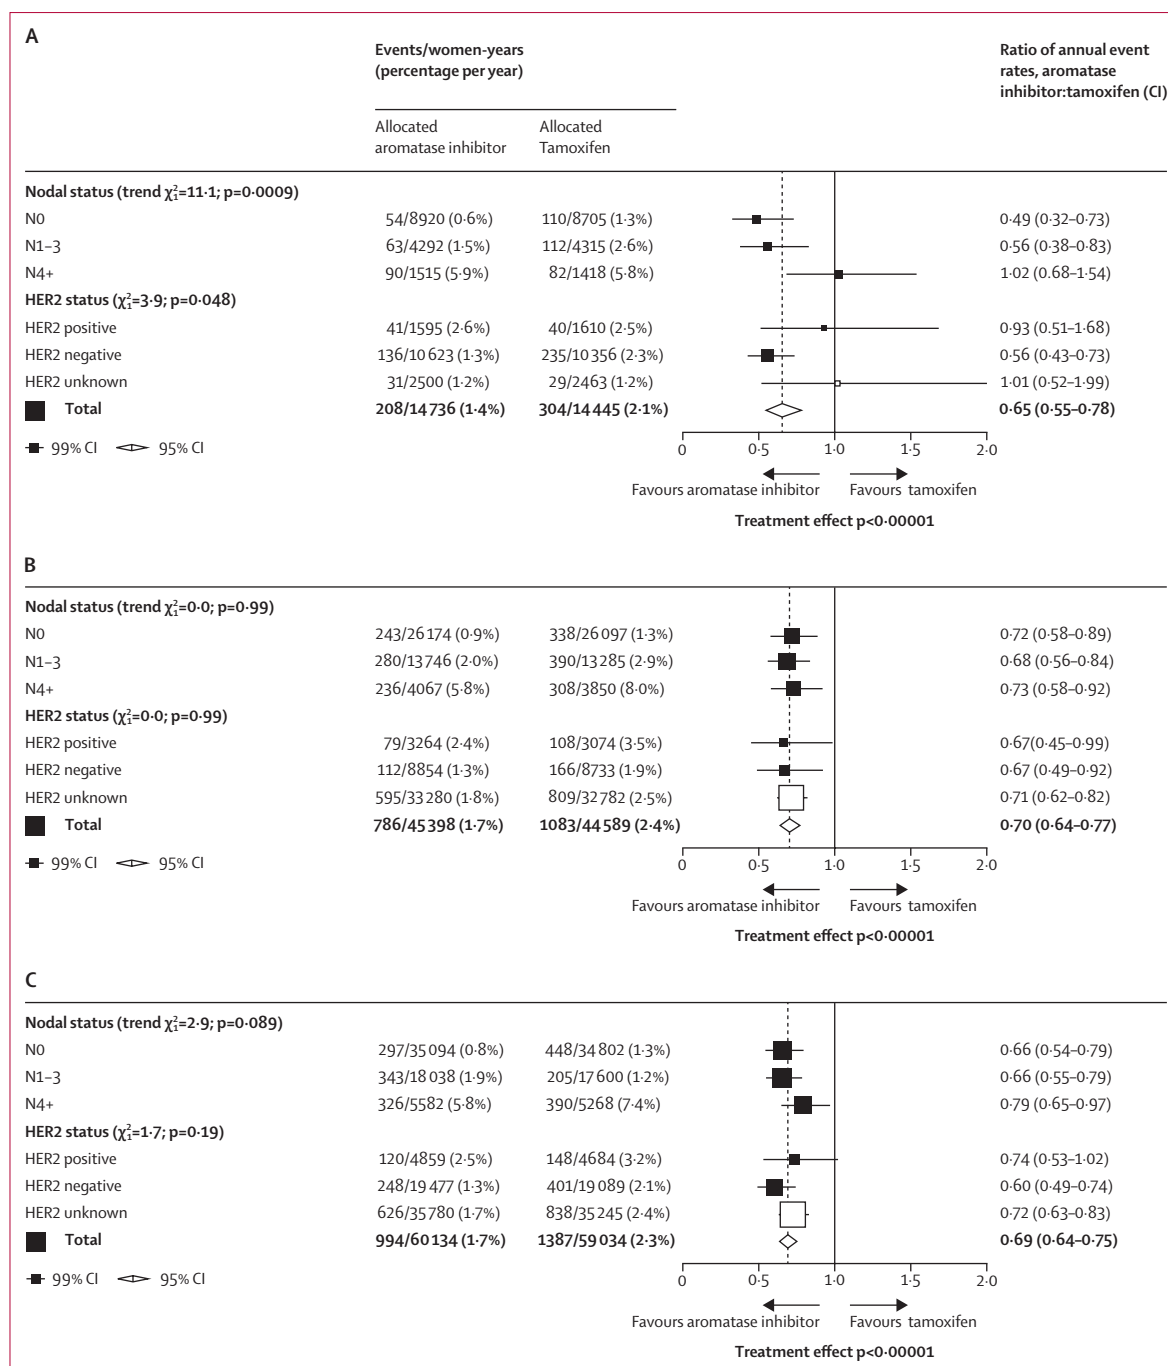 A
Events/women-years
(percentage per year)
Ratio of annual event
rates, aromatase
inhibitor:tamoxifen (CI)
Allocated
aromatase inhibitor
Allocated
Tamoxifen
Nodal status (trend χ²₁=11·1; p=0·0009)
N0 54/8920 (0·6%) 110/8705 (1·3%) 0·49 (0·32–0·73)
N1–3 63/4292 (1·5%) 112/4315 (2·6%) 0·56 (0·38–0·83)
N4+ 90/1515 (5·9%) 82/1418 (5·8%) 1·02 (0·68–1·54)
HER2 status (χ²₁=3·9; p=0·048)
HER2 positive 41/1595 (2·6%) 40/1610 (2·5%) 0·93 (0·51–1·68)
HER2 negative 136/10 623 (1·3%) 235/10 356 (2·3%) 0·56 (0·43–0·73)
HER2 unknown 31/2500 (1·2%) 29/2463 (1·2%) 1·01 (0·52–1·99)
Total 208/14 736 (1·4%) 304/14 445 (2·1%) 0·65 (0·55–0·78)
99% CI 95% CI
0 0·5 1·0 1·5 2·0
Favours aromatase inhibitor Favours tamoxifen
Treatment effect p<0·00001
B
Nodal status (trend χ²₁=0·0; p=0·99)
N0 243/26 174 (0·9%) 338/26 097 (1·3%) 0·72 (0·58–0·89)
N1–3 280/13 746 (2·0%) 390/13 285 (2·9%) 0·68 (0·56–0·84)
N4+ 236/4067 (5·8%) 308/3850 (8·0%) 0·73 (0·58–0·92)
HER2 status (χ²₁=0·0; p=0·99)
HER2 positive 79/3264 (2·4%) 108/3074 (3·5%) 0·67(0·45–0·99)
HER2 negative 112/8854 (1·3%) 166/8733 (1·9%) 0·67 (0·49–0·92)
HER2 unknown 595/33 280 (1·8%) 809/32 782 (2·5%) 0·71 (0·62–0·82)
Total 786/45 398 (1·7%) 1083/44 589 (2·4%) 0·70 (0·64–0·77)
99% CI 95% CI
0 0·5 1·0 1·5 2·0
Favours aromatase inhibitor Favours tamoxifen
Treatment effect p<0·00001
C
Nodal status (trend χ²₁=2·9; p=0·089)
N0 297/35 094 (0·8%) 448/34 802 (1·3%) 0·66 (0·54–0·79)
N1–3 343/18 038 (1·9%) 205/17 600 (1·2%) 0·66 (0·55–0·79)
N4+ 326/5582 (5·8%) 390/5268 (7·4%) 0·79 (0·65–0·97)
HER2 status (χ²₁=1·7; p=0·19)
HER2 positive 120/4859 (2·5%) 148/4684 (3·2%) 0·74 (0·53–1·02)
HER2 negative 248/19 477 (1·3%) 401/19 089 (2·1%) 0·60 (0·49–0·74)
HER2 unknown 626/35 780 (1·7%) 838/35 245 (2·4%) 0·72 (0·63–0·83)
Total 994/60 134 (1·7%) 1387/59 034 (2·3%) 0·69 (0·64–0·75)
99% CI 95% CI
0 0·5 1·0 1·5 2·0
Favours aromatase inhibitor Favours tamoxifen
Treatment effect p<0·00001